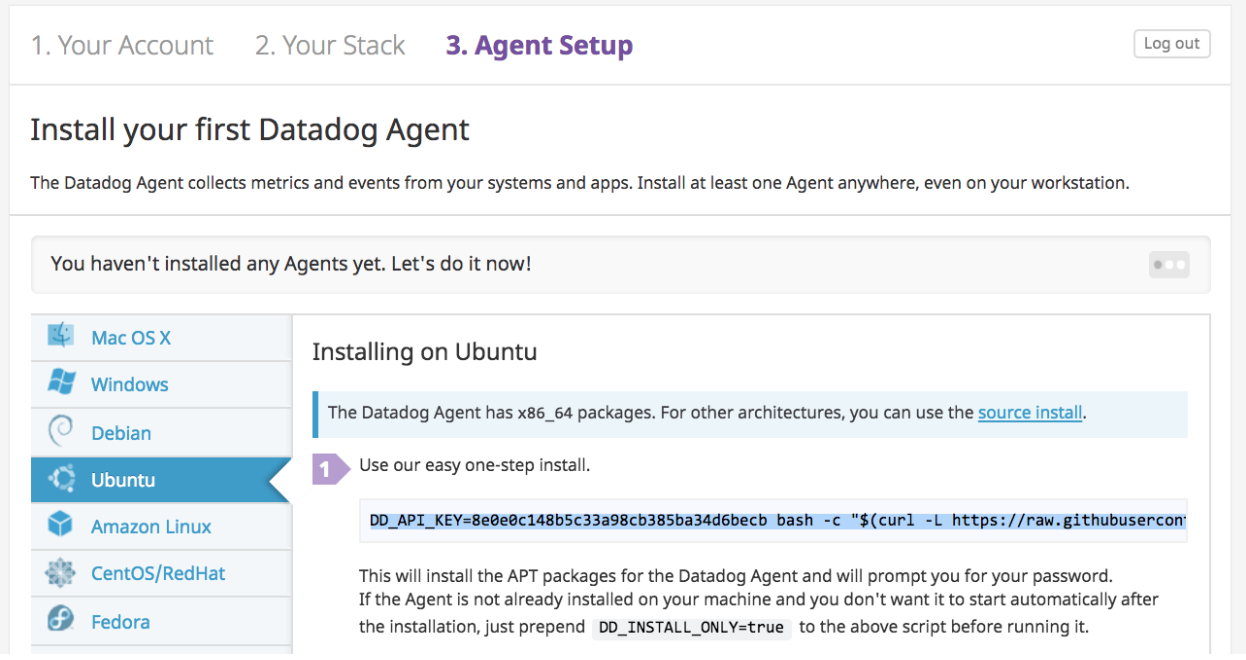 1. Your Account 2. Your Stack 3. Agent Setup Log out
Install your first Datadog Agent
The Datadog Agent collects metrics and events from your systems and apps. Install at least one Agent anywhere, even on your workstation.
You haven't installed any Agents yet. Let's do it now!
Mac OS X
Windows
Debian
Ubuntu
Amazon Linux
CentOS/RedHat
Fedora
Installing on Ubuntu
The Datadog Agent has x86_64 packages. For other architectures, you can use the source install.
1 Use our easy one-step install.
DD_API_KEY=8e0e0c148b5c33a98cb385ba34d6becb bash -c "$(curl -L https://raw.githubusercon
This will install the APT packages for the Datadog Agent and will prompt you for your password.
If the Agent is not already installed on your machine and you don't want it to start automatically after
the installation, just prepend DD_INSTALL_ONLY=true to the above script before running it.